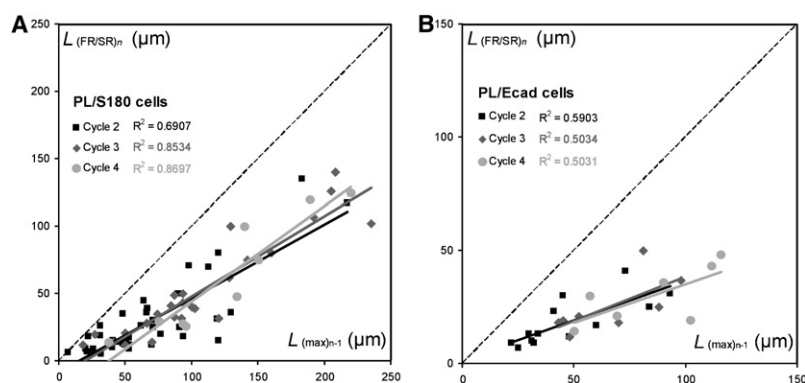 A
L (FR/SR)n (µm)
250
200
150
100
50
0
PL/S180 cells
Cycle 2 R² = 0.6907
Cycle 3 R² = 0.8534
Cycle 4 R² = 0.8697
L (max)n-1 (µm)
0 50 100 150 200 250
B
L (FR/SR)n (µm)
150
100
50
0
PL/Ecad cells
Cycle 2 R² = 0.5903
Cycle 3 R² = 0.5034
Cycle 4 R² = 0.5031
L (max)n-1 (µm)
0 50 100 150